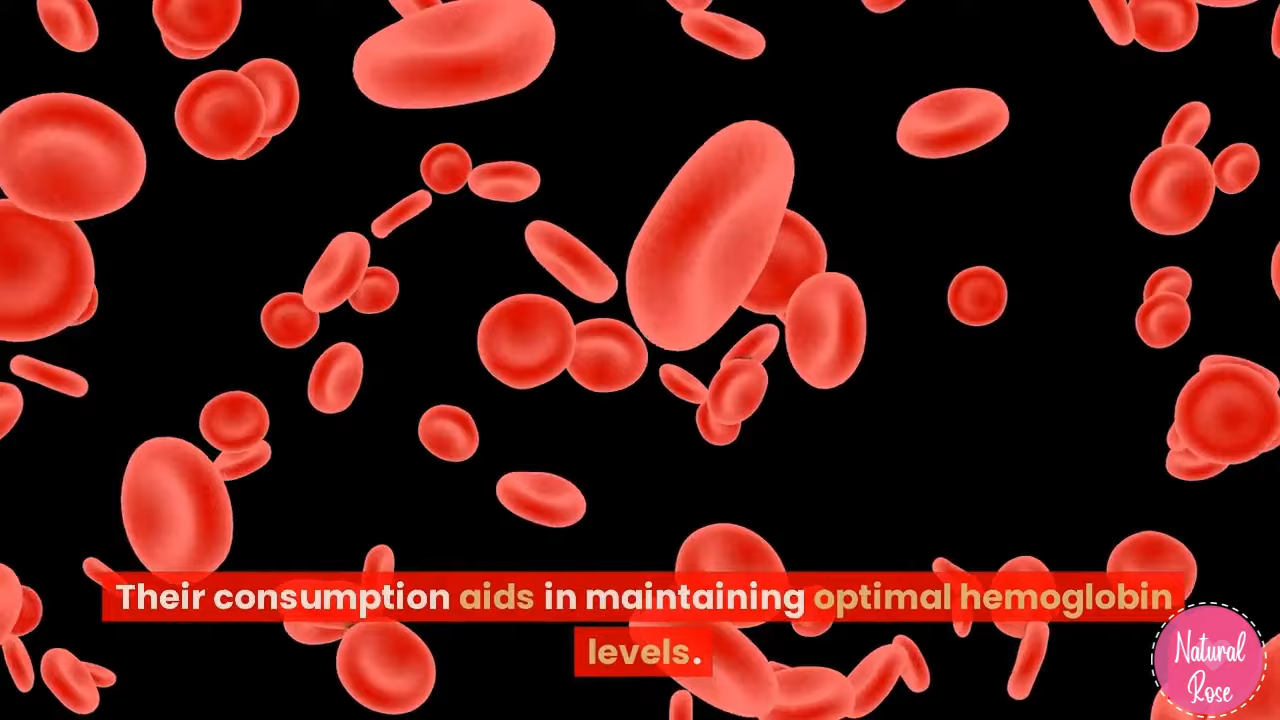 Their consumption aids in maintaining optimal hemoglobin
levels.
Natural
Rose